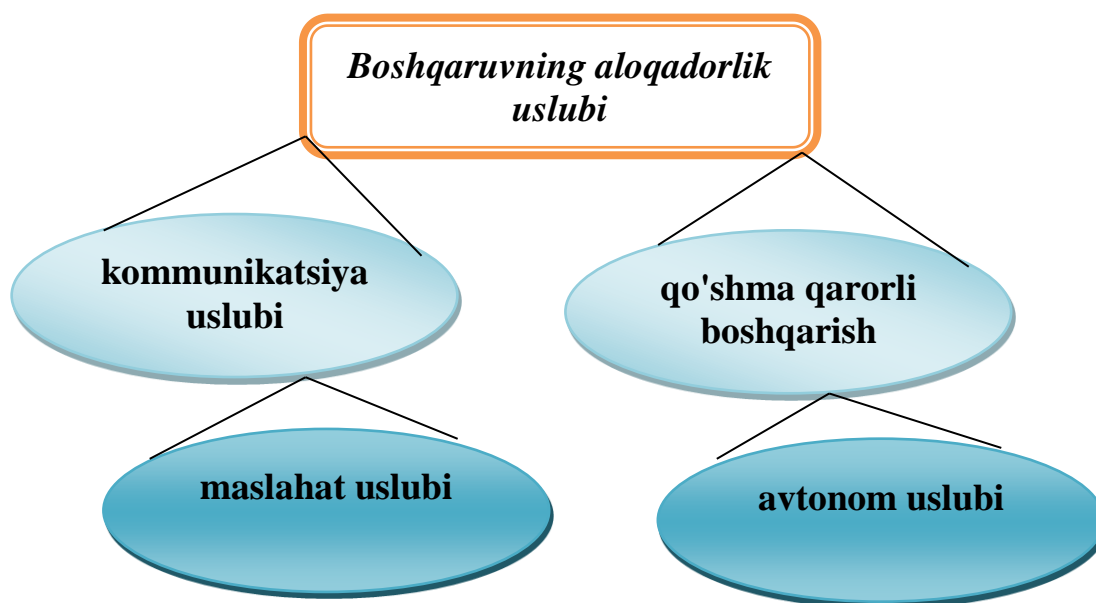 Boshqaruvning aloqadorlik
uslubi
kommunikatsiya
uslubi
qo'shma qarorli
boshqarish
maslahat uslubi
avtonom uslubi